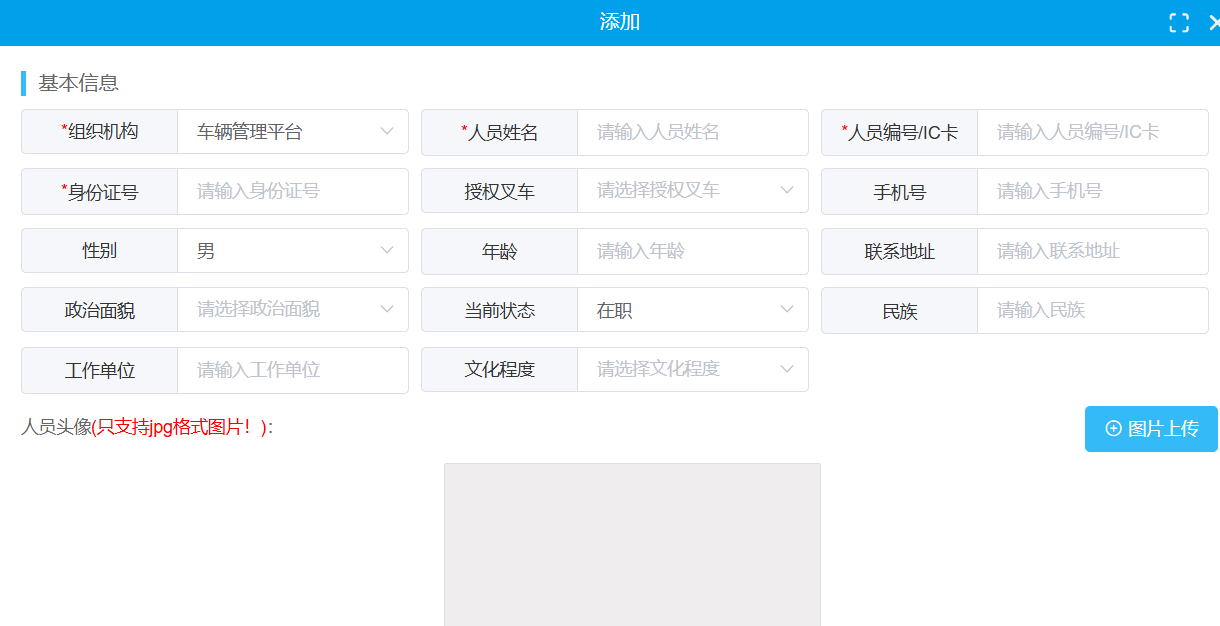 添加
基本信息
*组织机构 车辆管理平台 *人员姓名 请输入人员姓名 *人员编号/IC卡 请输入人员编号/IC卡
*身份证号 请输入身份证号 授权叉车 请选择授权叉车 手机号 请输入手机号
性别 男 年龄 请输入年龄 联系地址 请输入联系地址
政治面貌 请选择政治面貌 当前状态 在职 民族 请输入民族
工作单位 请输入工作单位 文化程度 请选择文化程度
人员头像(只支持jpg格式图片！): 图片上传